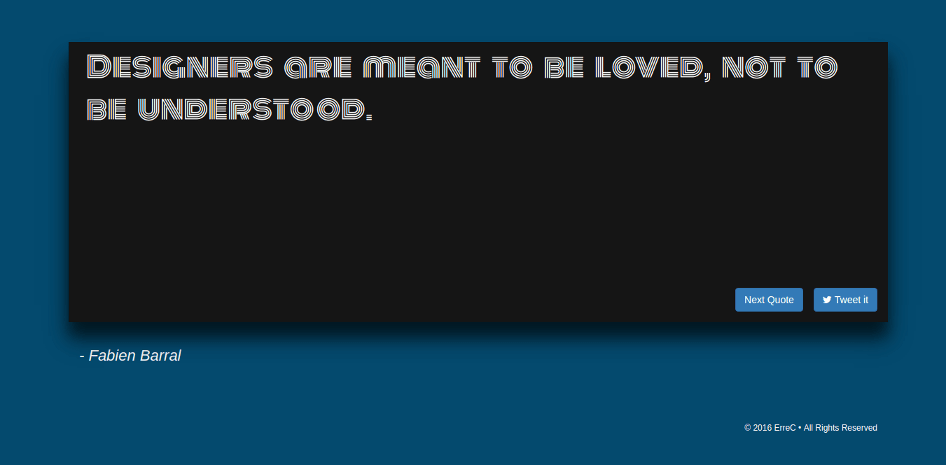 Designers are meant to be loved, not to
be understood.
Next Quote
Tweet it
- Fabien Barral
© 2016 ErreC • All Rights Reserved